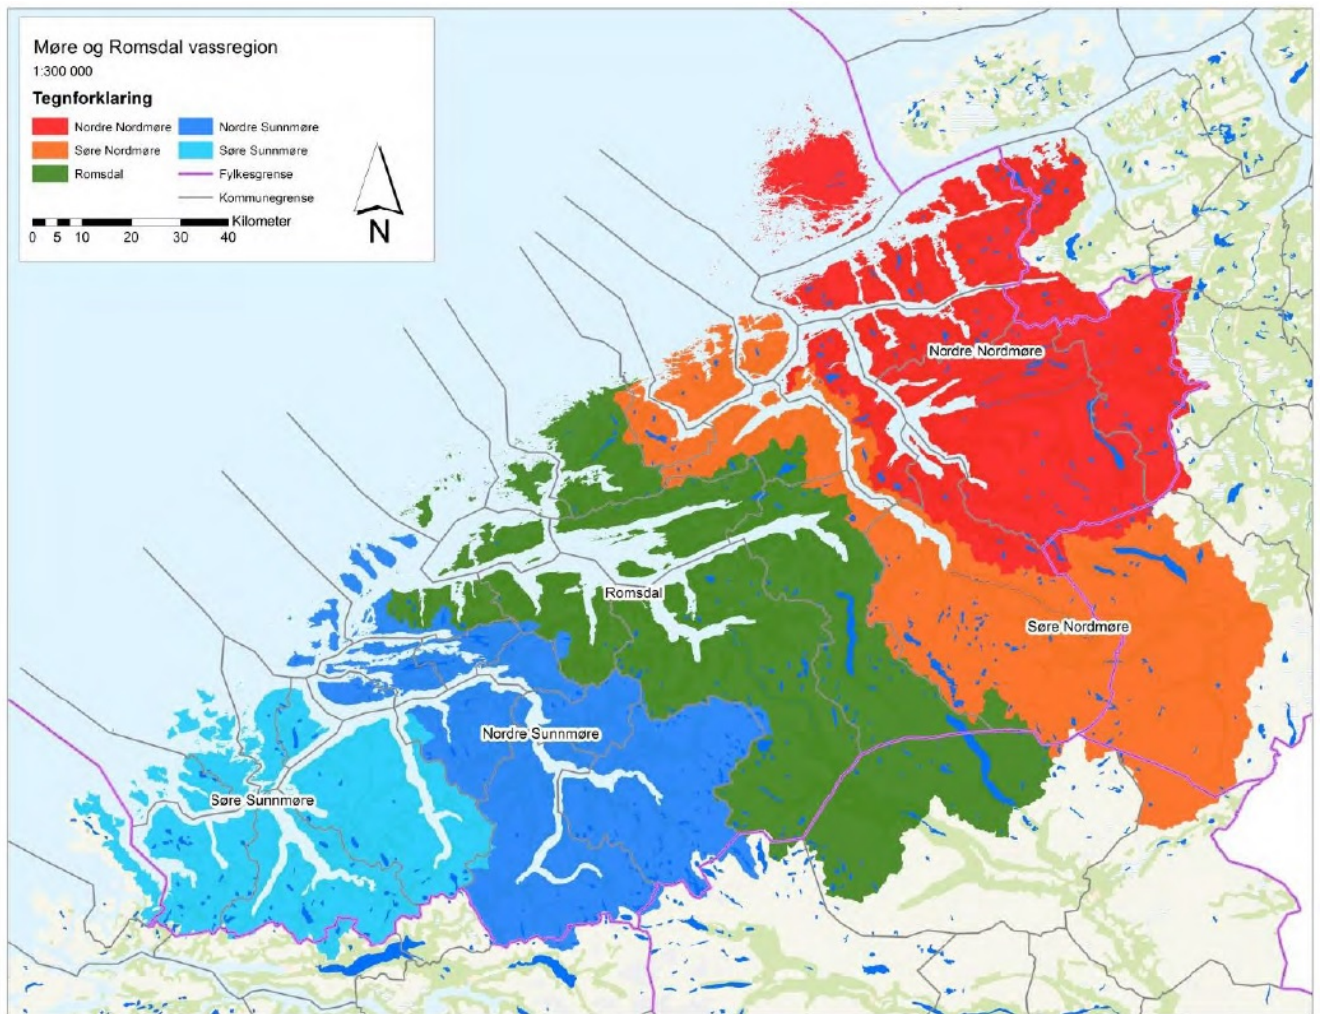 Møre og Romsdal vassregion
1:300 000
Tegnforklaring
Nordre Nordmøre
Nordre Sunnmøre
Søre Nordmøre
Søre Sunnmøre
Romsdal
Fylkesgrense
Kommunegrense
Kilometer
0 5 10 20 30 40
N
Nordre Nordmøre
Romsdal
Søre Nordmøre
Nordre Sunnmøre
Søre Sunnmøre